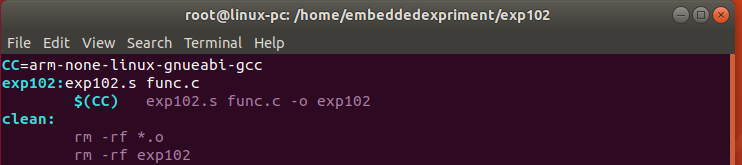 root@linux-pc: /home/embeddedexpriment/exp102
File Edit View Search Terminal Help
CC=arm-none-linux-gnueabi-gcc
exp102:exp102.s func.c
        $(CC)   exp102.s func.c -o exp102
clean:
        rm -rf *.o
        rm -rf exp102